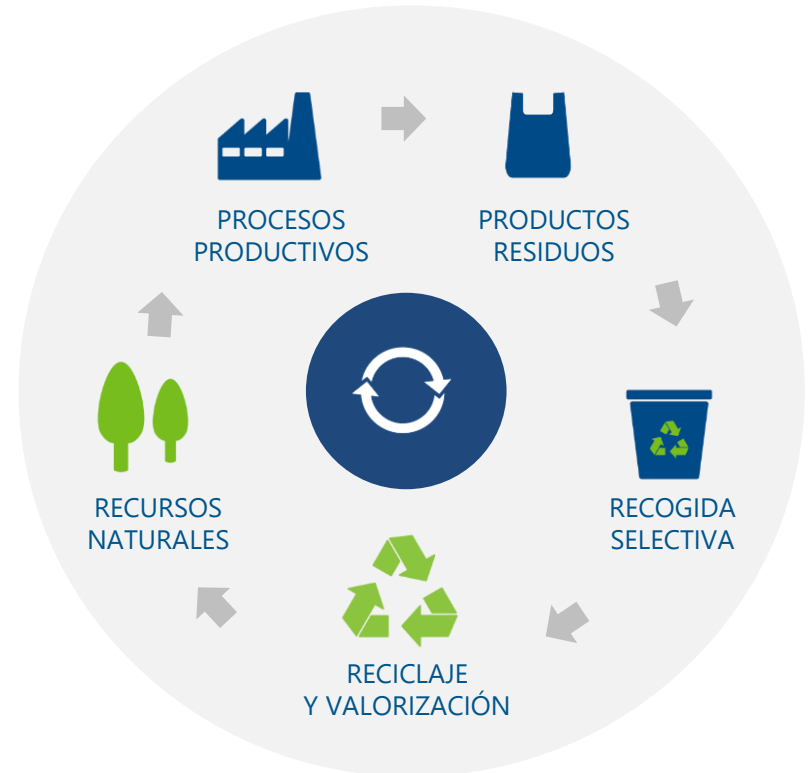 PROCESOS
PRODUCTIVOS
PRODUCTOS
RESIDUOS
RECOGIDA
SELECTIVA
RECICLAJE
Y VALORIZACIÓN
RECURSOS
NATURALES